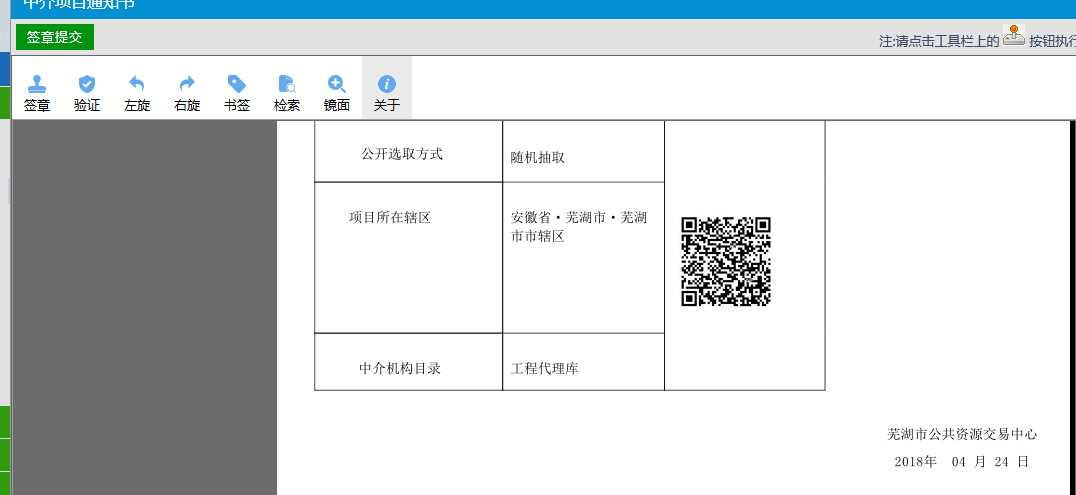 中介项目通知书
签章提交
注:请点击工具栏上的 按钮执行
签章 验证 左旋 右旋 书签 检索 镜面 关于
公开选取方式 随机抽取
项目所在辖区 安徽省·芜湖市·芜湖
市市辖区
中介机构目录 工程代理库
芜湖市公共资源交易中心
2018年 04 月 24 日